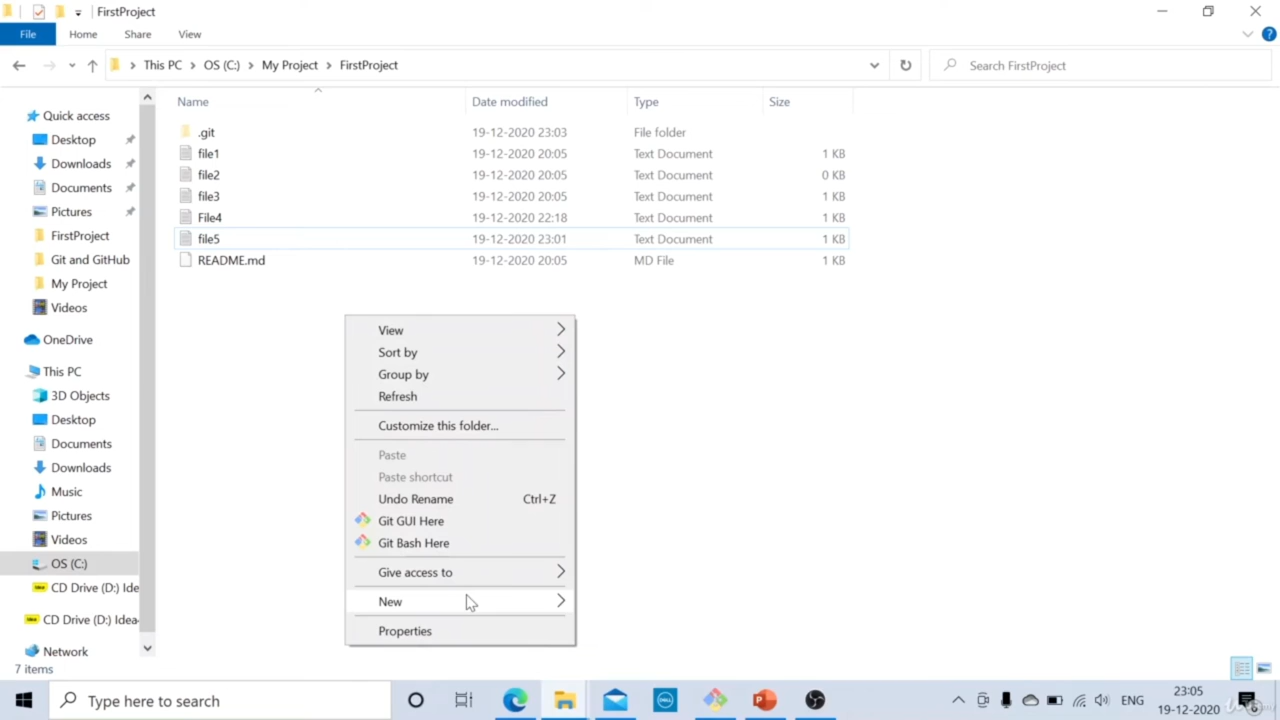 FirstProject
File Home Share View
This PC OS (C:) My Project FirstProject
Search FirstProject
Name Date modified Type Size
.git 19-12-2020 23:03 File folder
file1 19-12-2020 20:05 Text Document 1 KB
file2 19-12-2020 20:05 Text Document 0 KB
file3 19-12-2020 20:05 Text Document 1 KB
File4 19-12-2020 22:18 Text Document 1 KB
file5 19-12-2020 23:01 Text Document 1 KB
README.md 19-12-2020 20:05 MD File 1 KB
Quick access
Desktop
Downloads
Documents
Pictures
FirstProject
Git and GitHub
My Project
Videos
OneDrive
This PC
3D Objects
Desktop
Documents
Downloads
Music
Pictures
Videos
OS (C:)
CD Drive (D:) Ide
CD Drive (D:) Idea
Network
7 items
View
Sort by
Group by
Refresh
Customize this folder...
Paste
Paste shortcut
Undo Rename Ctrl+Z
Git GUI Here
Git Bash Here
Give access to
New
Properties
Type here to search
DELL
ENG
23:05
19-12-2020